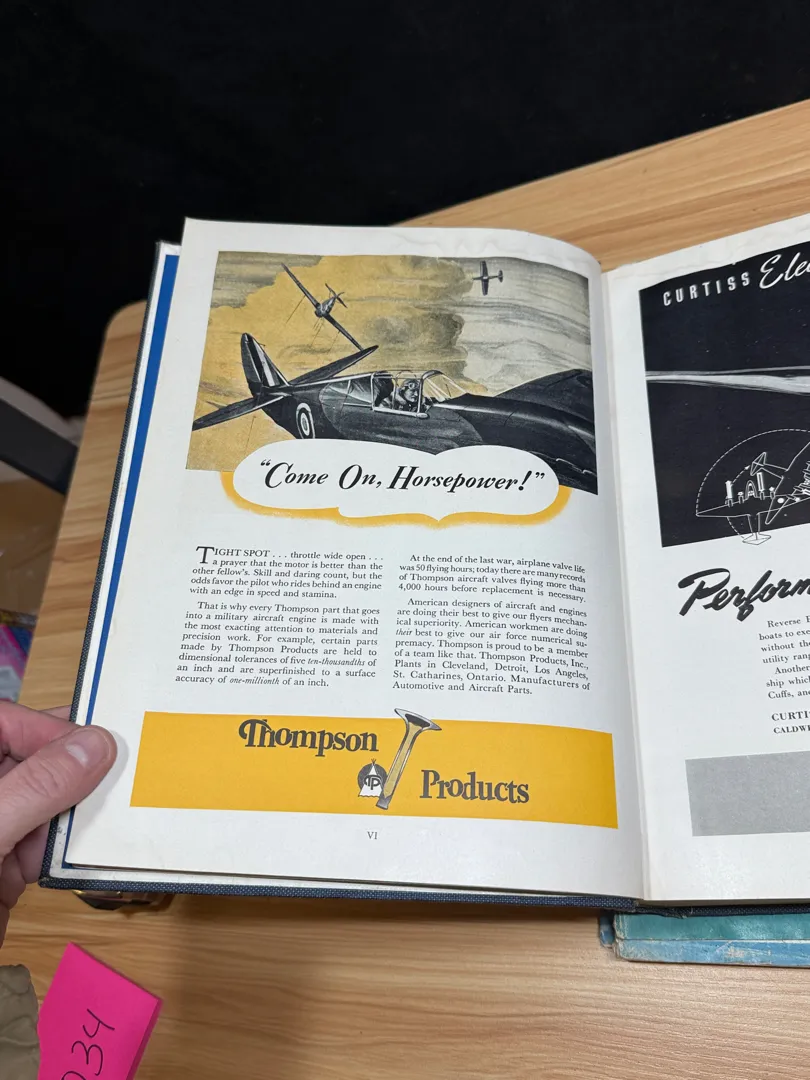 "Come On, Horsepower!"
TIGHT SPOT . . . throttle wide open . . .
a prayer that the motor is better than the
other fellow's. Skill and daring count, but the
odds favor the pilot who rides behind an engine
with an edge in speed and stamina.
That is why every Thompson part that goes
into a military aircraft engine is made with
the most exacting attention to materials and
precision work. For example, certain parts
made by Thompson Products are held to
dimensional tolerances of five ten-thousandths of
an inch and are superfinished to a surface
accuracy of one-millionth of an inch.
At the end of the last war, airplane valve life
was 50 flying hours; today there are many records
of Thompson aircraft valves flying more than
4,000 hours before replacement is necessary.
American designers of aircraft and engines
are doing their best to give our flyers mechan-
ical superiority. American workmen are doing
their best to give our air force numerical su-
premacy. Thompson is proud to be a member
of a team like that. Thompson Products, Inc.,
Plants in Cleveland, Detroit, Los Angeles,
St. Catharines, Ontario. Manufacturers of
Automotive and Aircraft Parts.
Thompson
TP
Products
VI
CURTISS
Reverse
boats to
without the
utility
Another
ship
Cuffs,
034